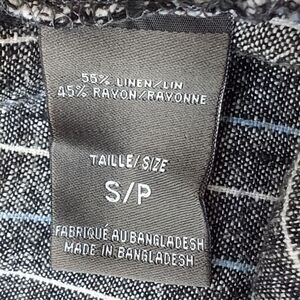 55% LINEN/LIN
45% RAYON/RAYONNE
TAILLE/SIZE
S/P
FABRIQUÉ AU BANGLADESH
MADE IN BANGLADESH